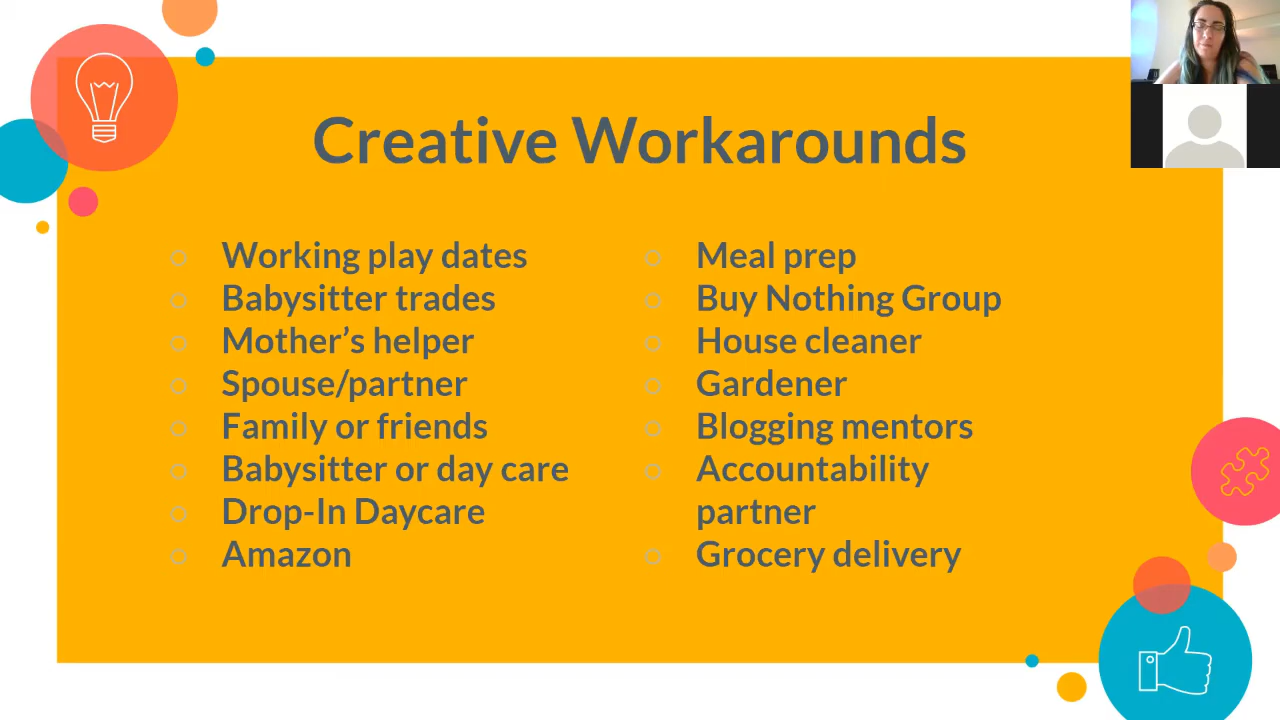 Creative Workarounds
Working play dates
Babysitter trades
Mother’s helper
Spouse/partner
Family or friends
Babysitter or day care
Drop-In Daycare
Amazon
Meal prep
Buy Nothing Group
House cleaner
Gardener
Blogging mentors
Accountability
partner
Grocery delivery